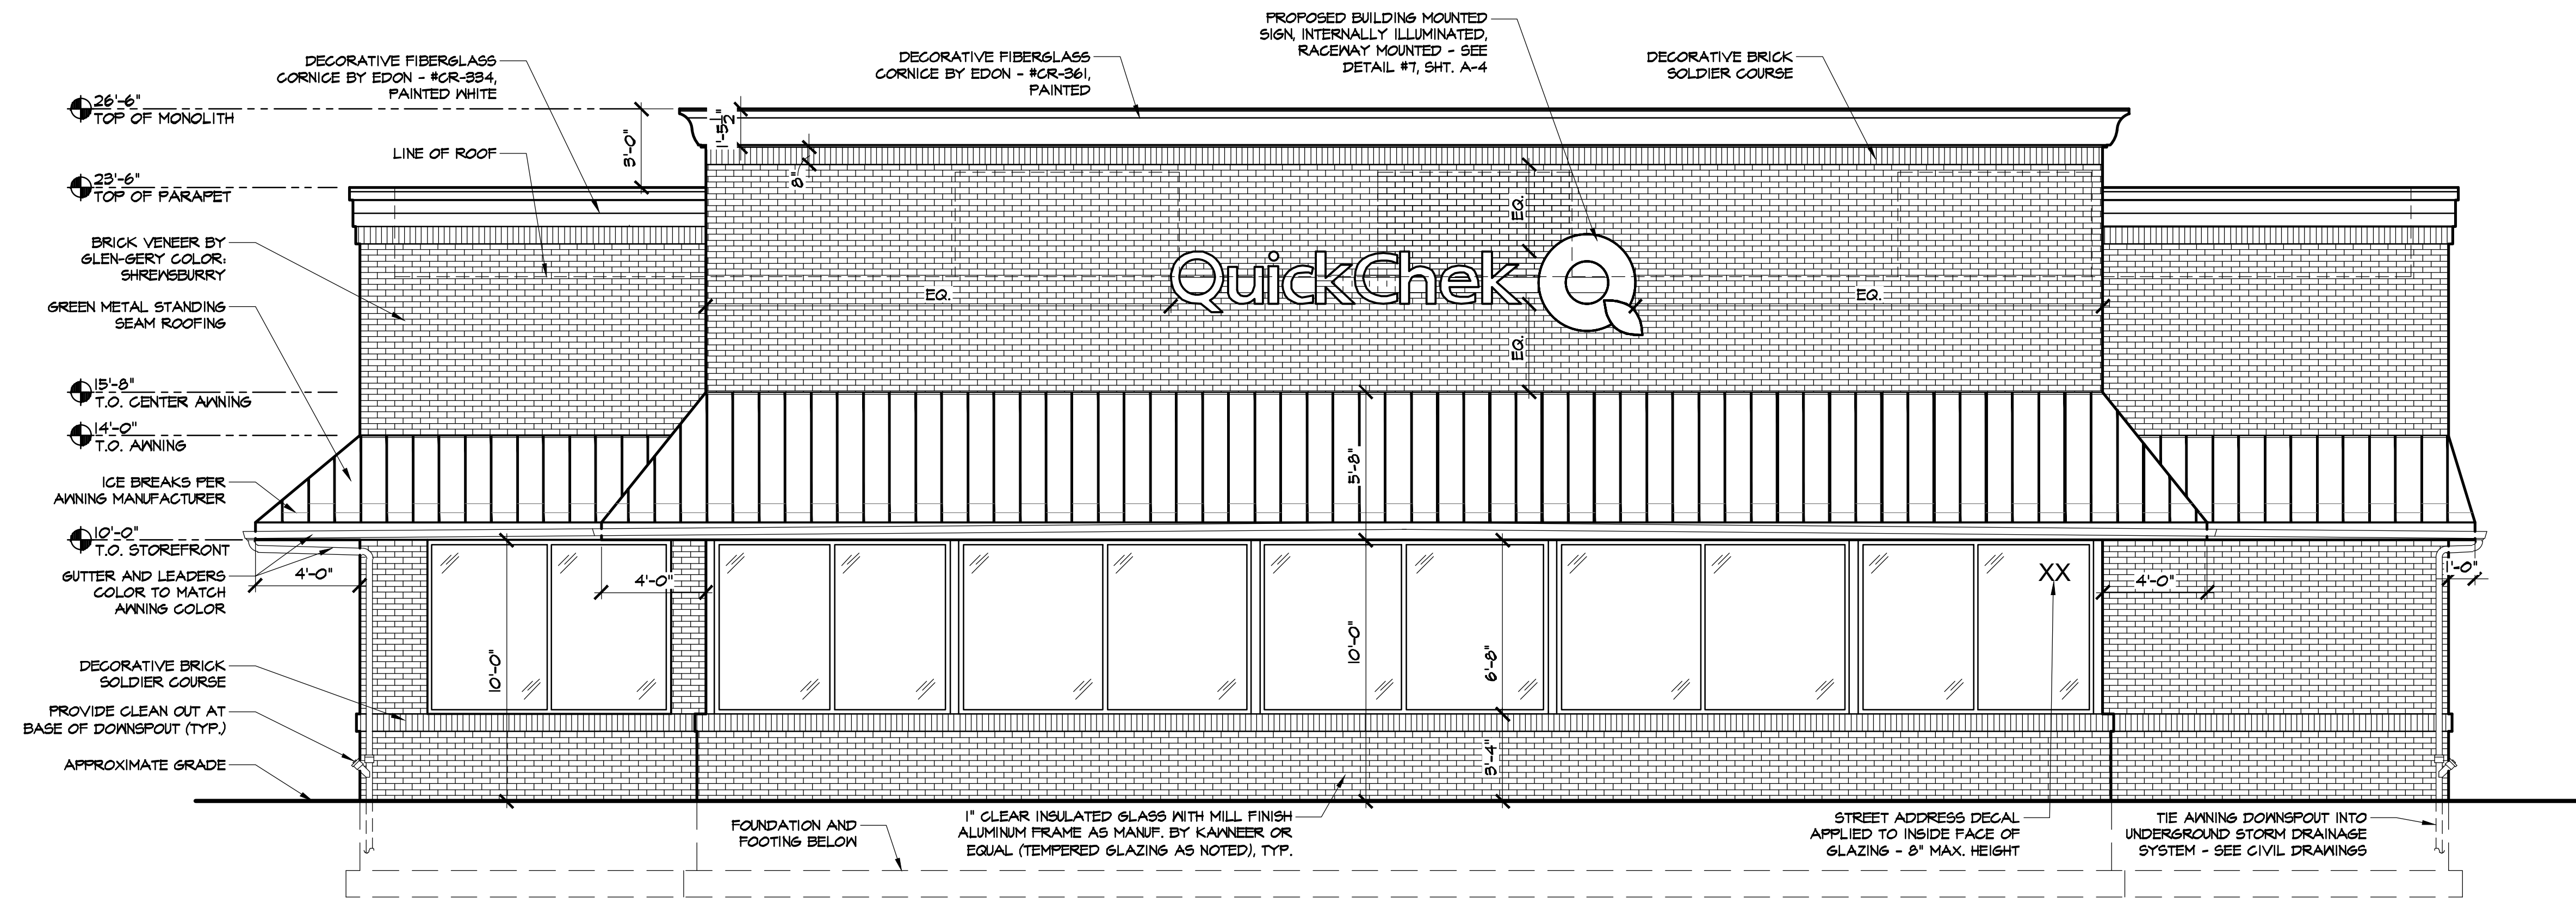 PROPOSED BUILDING MOUNTED
SIGN, INTERNALLY ILLUMINATED,
RACEWAY MOUNTED - SEE
DETAIL #7, SHT. A-4
DECORATIVE FIBERGLASS
CORNICE BY EDON - #CR-334,
PAINTED WHITE
DECORATIVE FIBERGLASS
CORNICE BY EDON - #CR-361,
PAINTED
DECORATIVE BRICK
SOLDIER COURSE
26'-6"
TOP OF MONOLITH
3'-0"
1'-5 1/2"
8"
LINE OF ROOF
23'-6"
TOP OF PARAPET
EQ.
BRICK VENEER BY
GLEN-GERY COLOR:
SHREWSBURRY
QuickChek
EQ.
EQ.
GREEN METAL STANDING
SEAM ROOFING
EQ.
15'-8"
T.O. CENTER AWNING
14'-0"
T.O. AWNING
5'-8"
ICE BREAKS PER
AWNING MANUFACTURER
10'-0"
T.O. STOREFRONT
GUTTER AND LEADERS
COLOR TO MATCH
AWNING COLOR
4'-0"
4'-0"
XX
4'-0"
1'-0"
10'-0"
10'-0"
6'-8"
DECORATIVE BRICK
SOLDIER COURSE
PROVIDE CLEAN OUT AT
BASE OF DOWNSPOUT (TYP.)
3'-4"
APPROXIMATE GRADE
FOUNDATION AND
FOOTING BELOW
1" CLEAR INSULATED GLASS WITH MILL FINISH
ALUMINUM FRAME AS MANUF. BY KAWNEER OR
EQUAL (TEMPERED GLAZING AS NOTED), TYP.
STREET ADDRESS DECAL
APPLIED TO INSIDE FACE OF
GLAZING - 8" MAX. HEIGHT
TIE AWNING DOWNSPOUT INTO
UNDERGROUND STORM DRAINAGE
SYSTEM - SEE CIVIL DRAWINGS